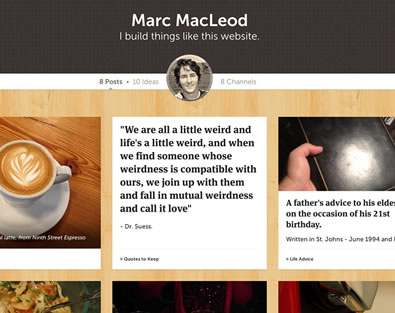 Marc MacLeod
I build things like this website.
8 Posts • 10 Ideas
8 Channels
"We are all a little weird and
life's a little weird, and when
we find someone whose
weirdness is compatible with
ours, we join up with them
and fall in mutual weirdness
and call it love"
- Dr. Suess.
» Quotes to Keep
latte, from Ninth Street Espresso
A father's advice to his
on the occasion of his 21st
birthday.
Written in St. Johns - June 1994 and
» Life Advice